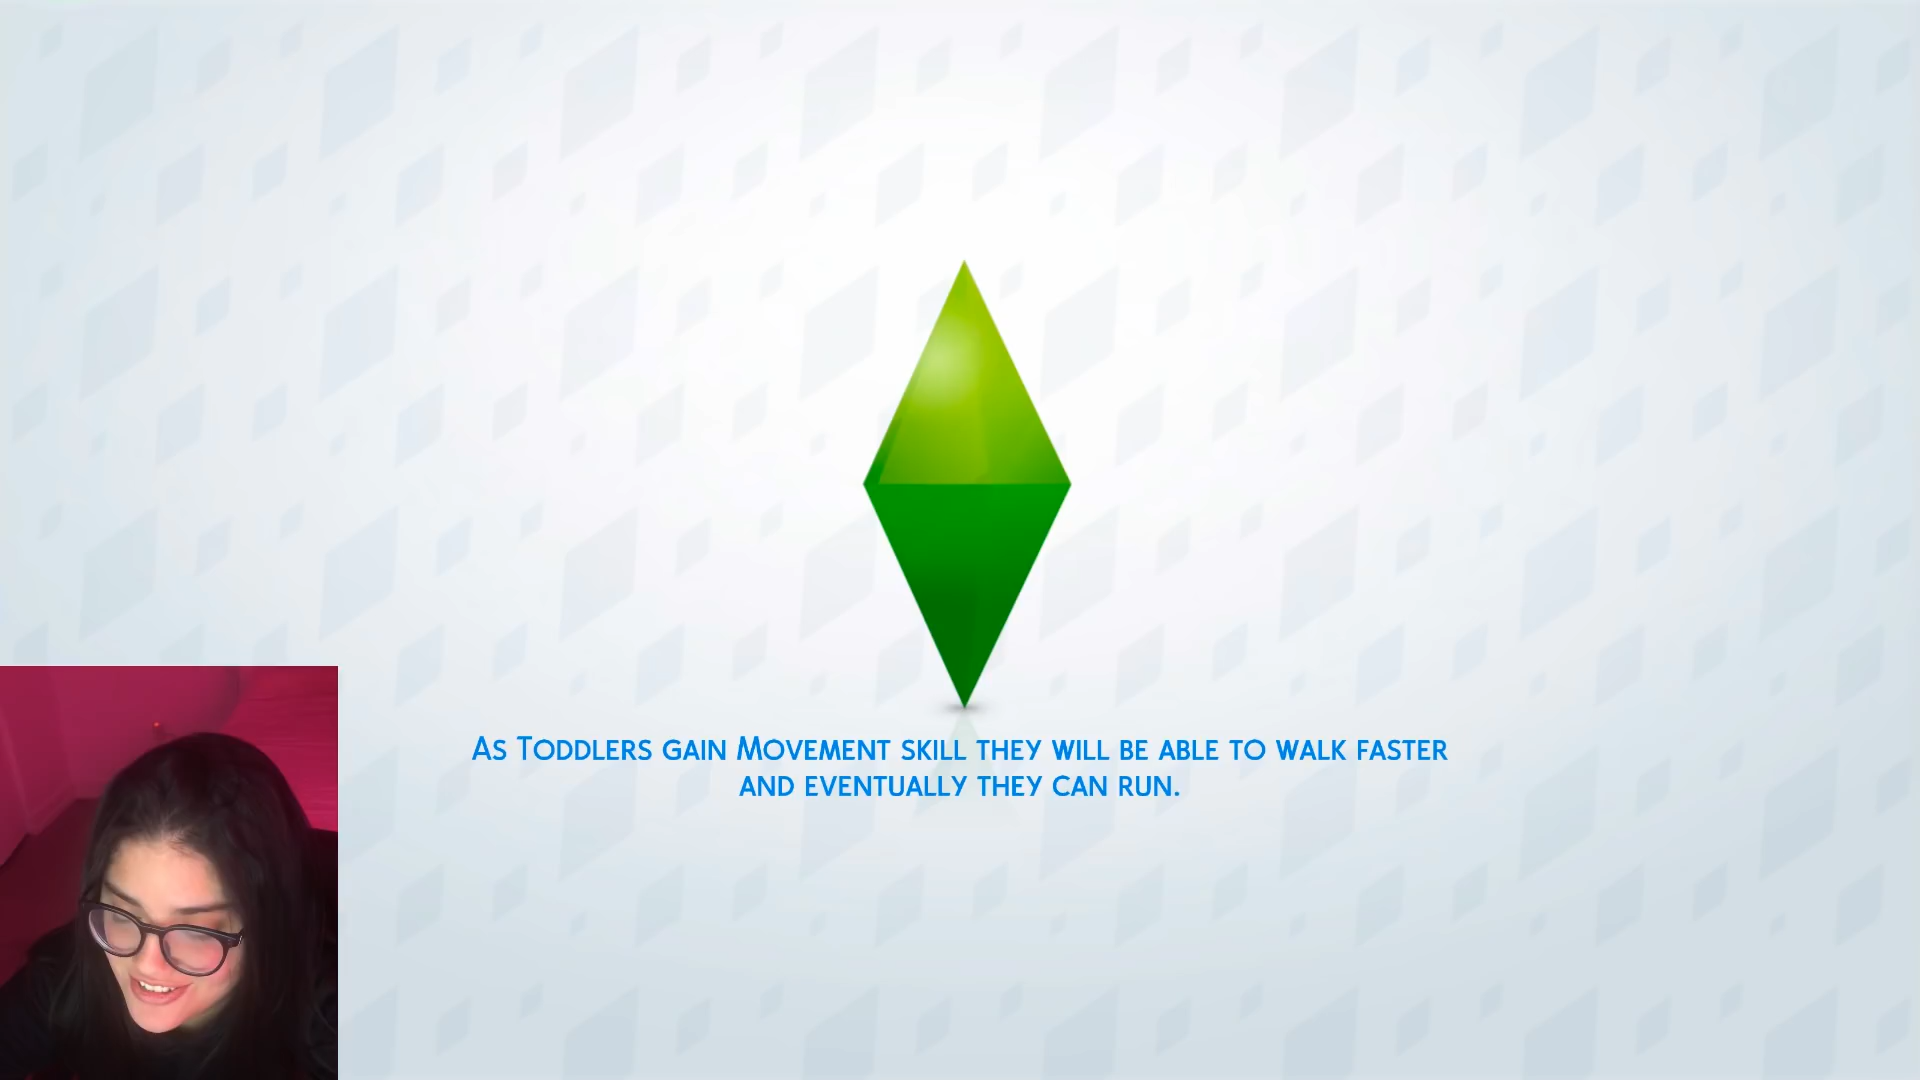 As Toddlers gain Movement skill they will be able to walk faster
and eventually they can run.